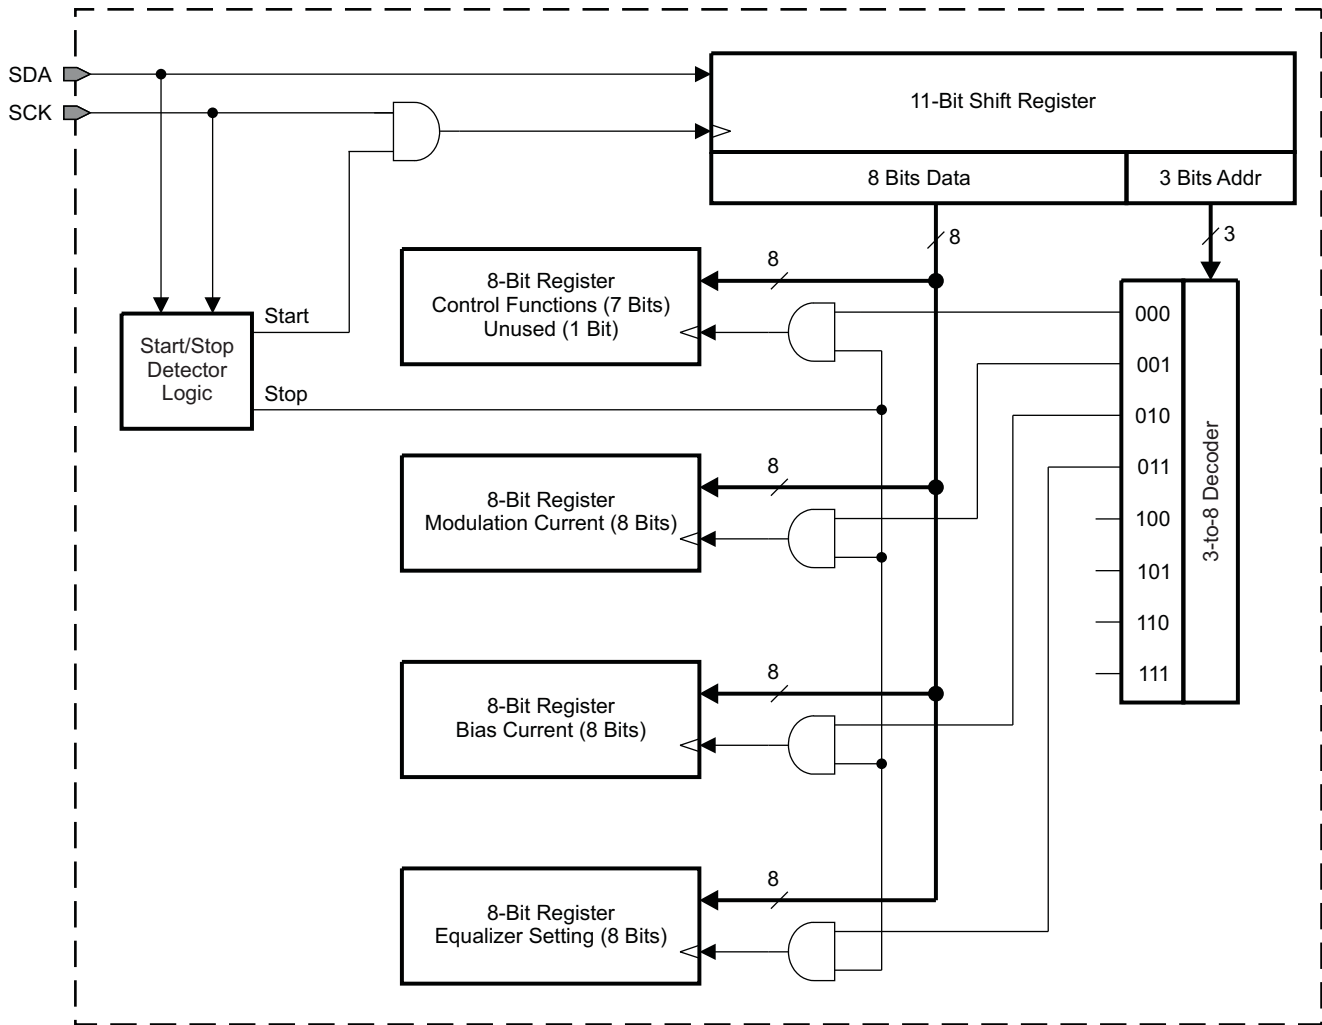 SDA
SCK
11-Bit Shift Register
8 Bits Data
3 Bits Addr
8
3
8
8-Bit Register
Control Functions (7 Bits)
Unused (1 Bit)
Start/Stop
Detector
Logic
Start
Stop
8
8-Bit Register
Modulation Current (8 Bits)
8
8-Bit Register
Bias Current (8 Bits)
8
8-Bit Register
Equalizer Setting (8 Bits)
000
001
010
011
100
101
110
111
3-to-8 Decoder